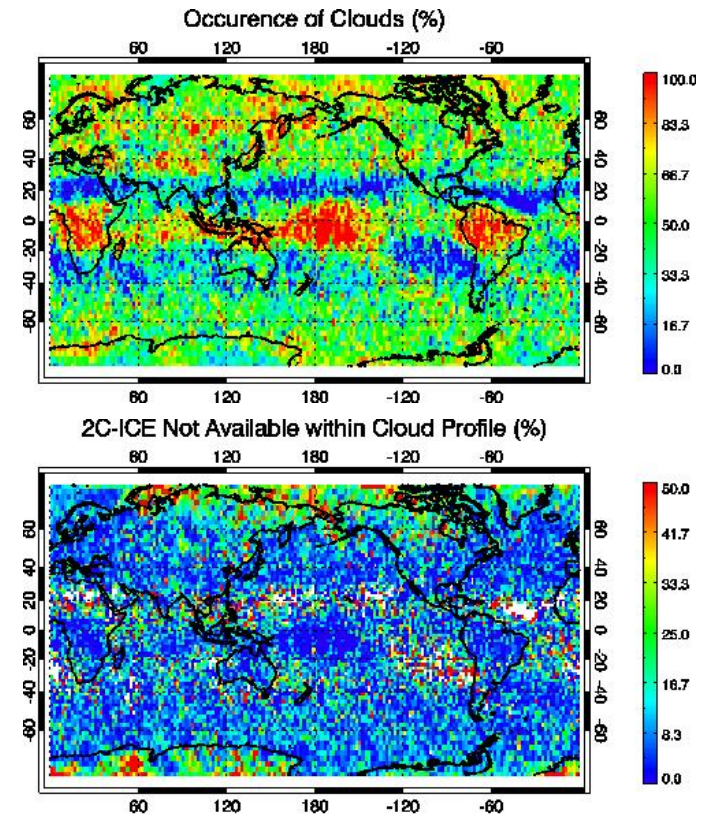 Occurence of Clouds (%)
60 120 180 -120 -60
60 60 100.0
40 40 83.3
20 20 66.7
0 0 50.0
-20 -20 33.3
-40 -40 16.7
-60 -60 0.0
60 120 180 -120 -60
2C-ICE Not Available within Cloud Profile (%)
60 120 180 -120 -60
60 60 50.0
40 40 41.7
20 20 33.3
0 0 25.0
-20 -20 16.7
-40 -40 8.3
-60 -60 0.0
60 120 180 -120 -60